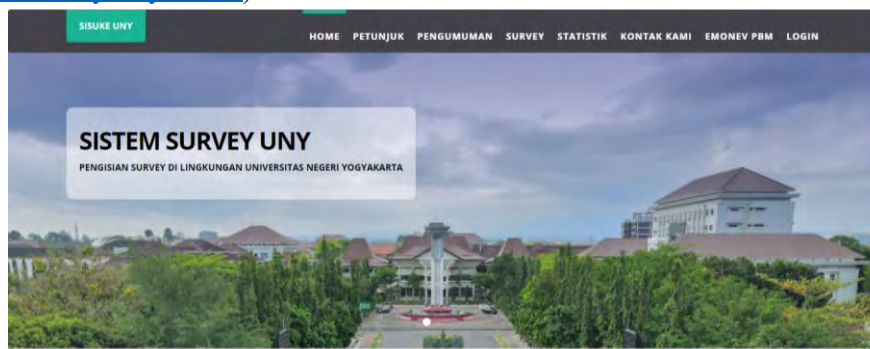 SISUKE UNY
HOME PETUNJUK PENGUMUMAN SURVEY STATISTIK KONTAK KAMI EMONEV PBM LOGIN
SISTEM SURVEY UNY
PENGISIAN SURVEY DI LINGKUNGAN UNIVERSITAS NEGERI YOGYAKARTA